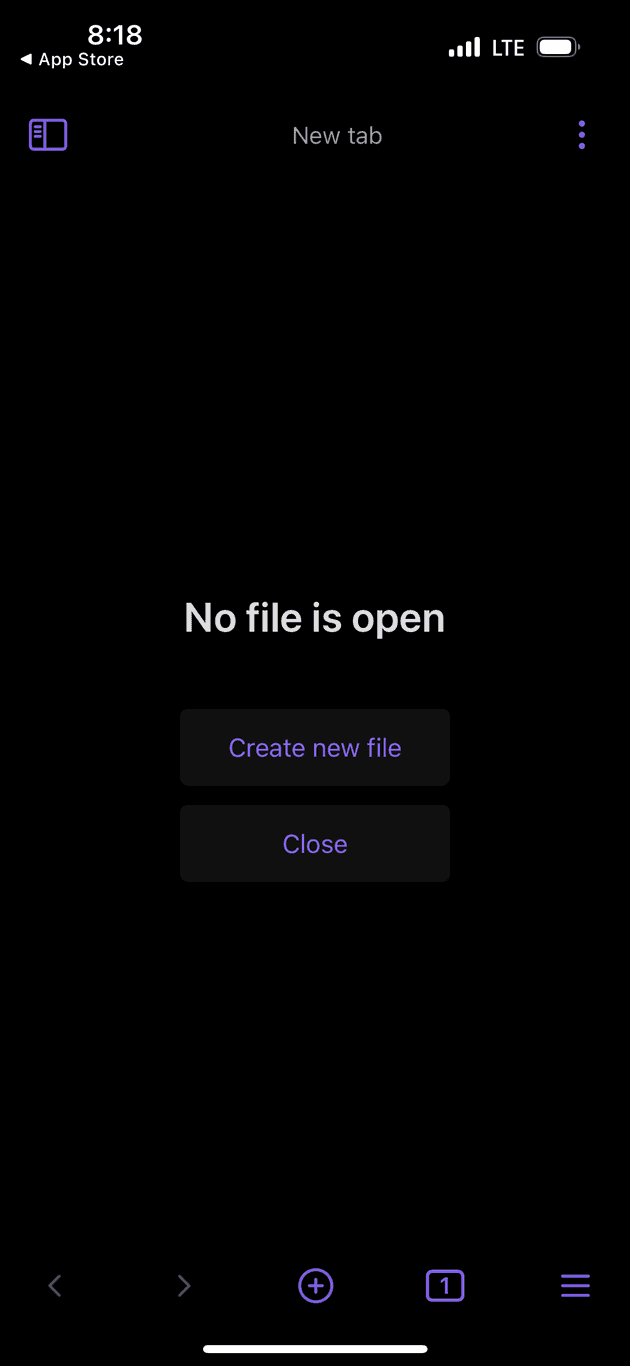 8:18
LTE
◀ App Store
New tab
No file is open
Create new file
Close
1